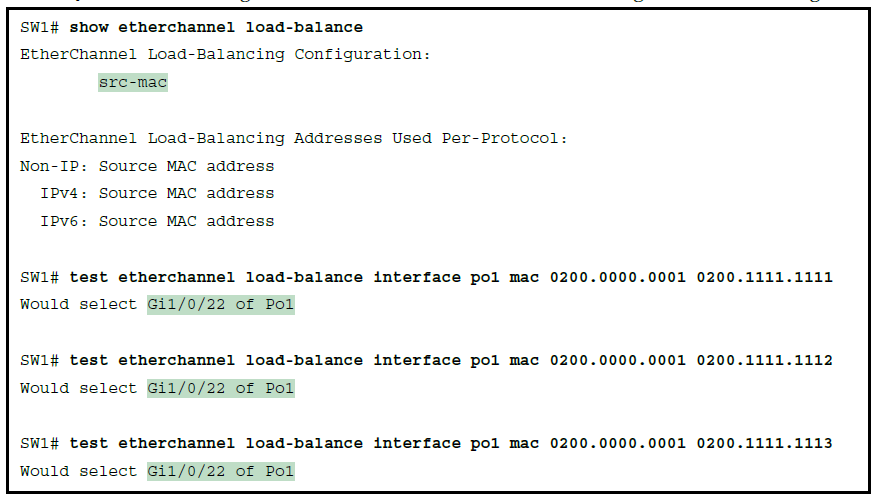 SW1# show etherchannel load-balance
EtherChannel Load-Balancing Configuration:
src-mac
EtherChannel Load-Balancing Addresses Used Per-Protocol:
Non-IP: Source MAC address
IPv4: Source MAC address
IPv6: Source MAC address
SW1# test etherchannel load-balance interface po1 mac 0200.0000.0001 0200.1111.1111
Would select Gi1/0/22 of Po1
SW1# test etherchannel load-balance interface po1 mac 0200.0000.0001 0200.1111.1112
Would select Gi1/0/22 of Po1
SW1# test etherchannel load-balance interface po1 mac 0200.0000.0001 0200.1111.1113
Would select Gi1/0/22 of Po1